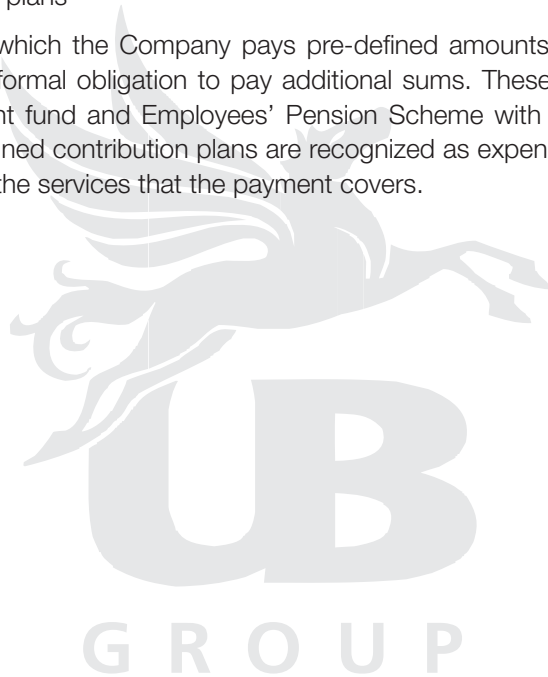 plans
which the Company pays pre-defined amounts
formal obligation to pay additional sums. These
nt fund and Employees’ Pension Scheme with
ned contribution plans are recognized as expen
the services that the payment covers.
UB
GROUP